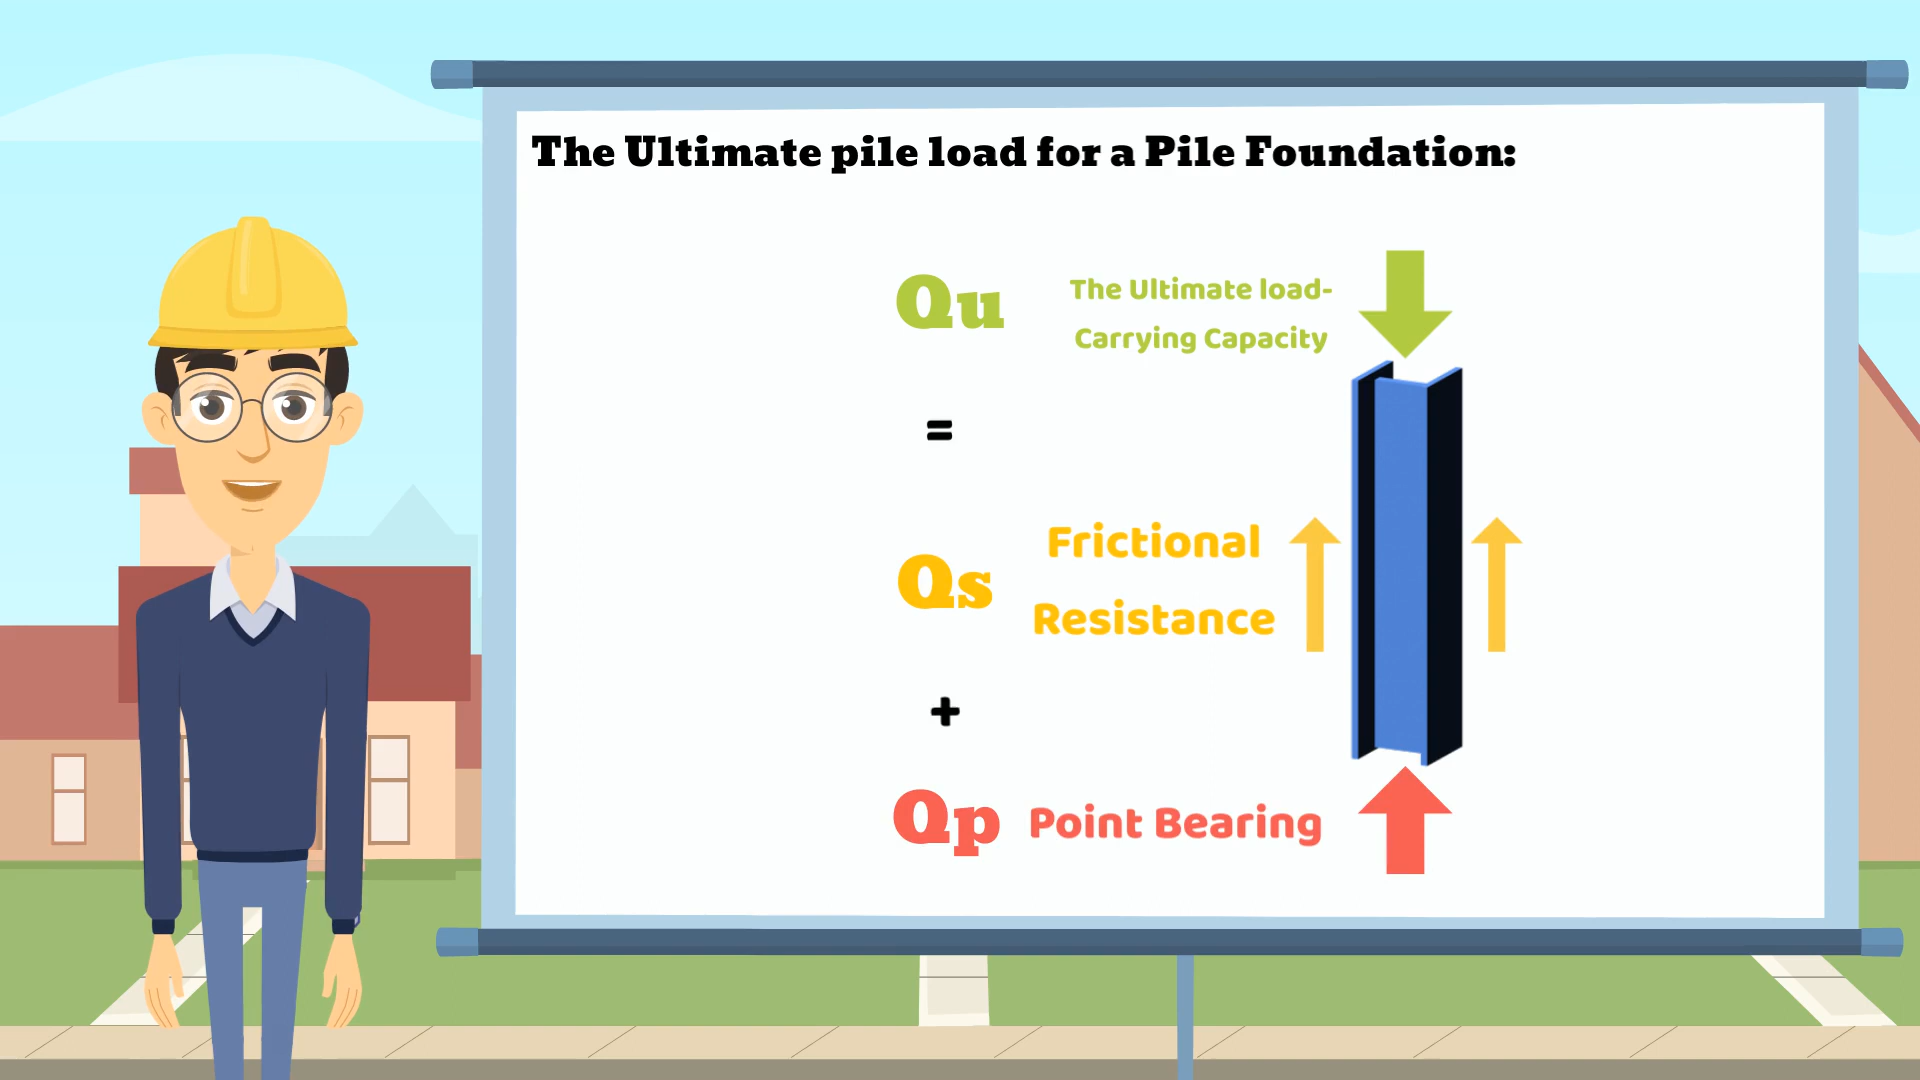 The Ultimate pile load for a Pile Foundation:
Qu
The Ultimate load-
Carrying Capacity
=
Qs
Frictional
Resistance
+
Qp Point Bearing